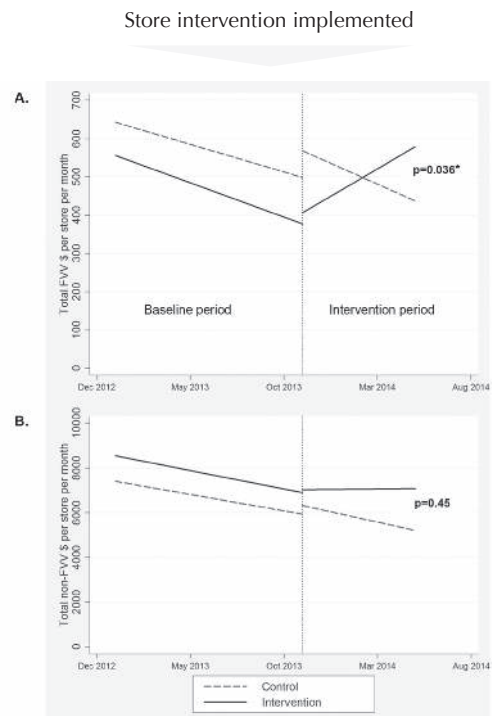 Store intervention implemented
A.
Total FVV $ per store per month
700
600
500
400
300
200
100
0
p=0.036*
Baseline period
Intervention period
Dec 2012
May 2013
Oct 2013
Mar 2014
Aug 2014
B.
Total non-FVV $ per store per month
10000
8000
6000
4000
2000
0
p=0.45
Dec 2012
May 2013
Oct 2013
Mar 2014
Aug 2014
Control
Intervention